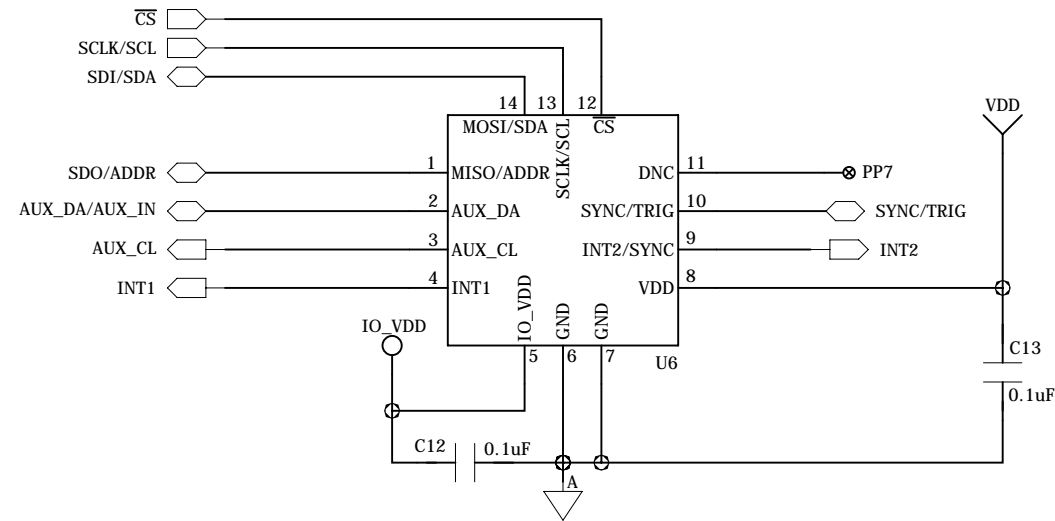 CS
SCLK/SCL
SDI/SDA
14 13 12
MOSI/SDA
SCLK/SCL
CS
VDD
SDO/ADDR 1 MISO/ADDR DNC 11 PP7
AUX_DA/AUX_IN 2 AUX_DA SYNC/TRIG 10 SYNC/TRIG
AUX_CL 3 AUX_CL INT2/SYNC 9 INT2
INT1 4 INT1 VDD 8
IO_VDD
GND
GND
IO_VDD
5 6 7
U6
C13
0.1uF
C12 0.1uF
A